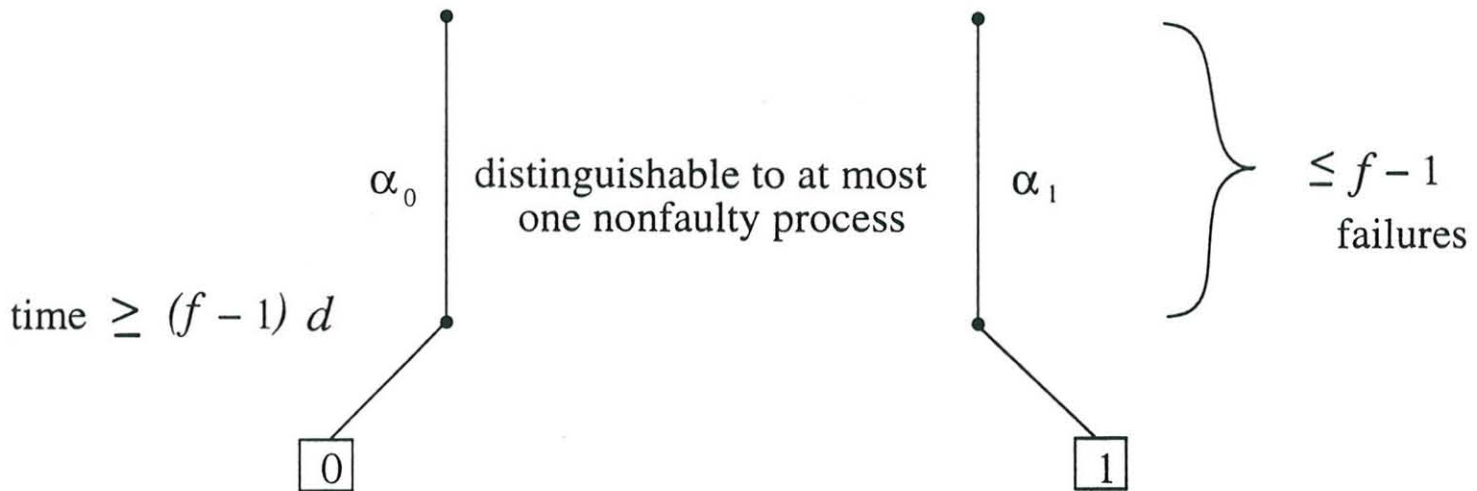 α₀
distinguishable to at most
one nonfaulty process
α₁
≤ f – 1
failures
time ≥ (f – 1) d
0
1